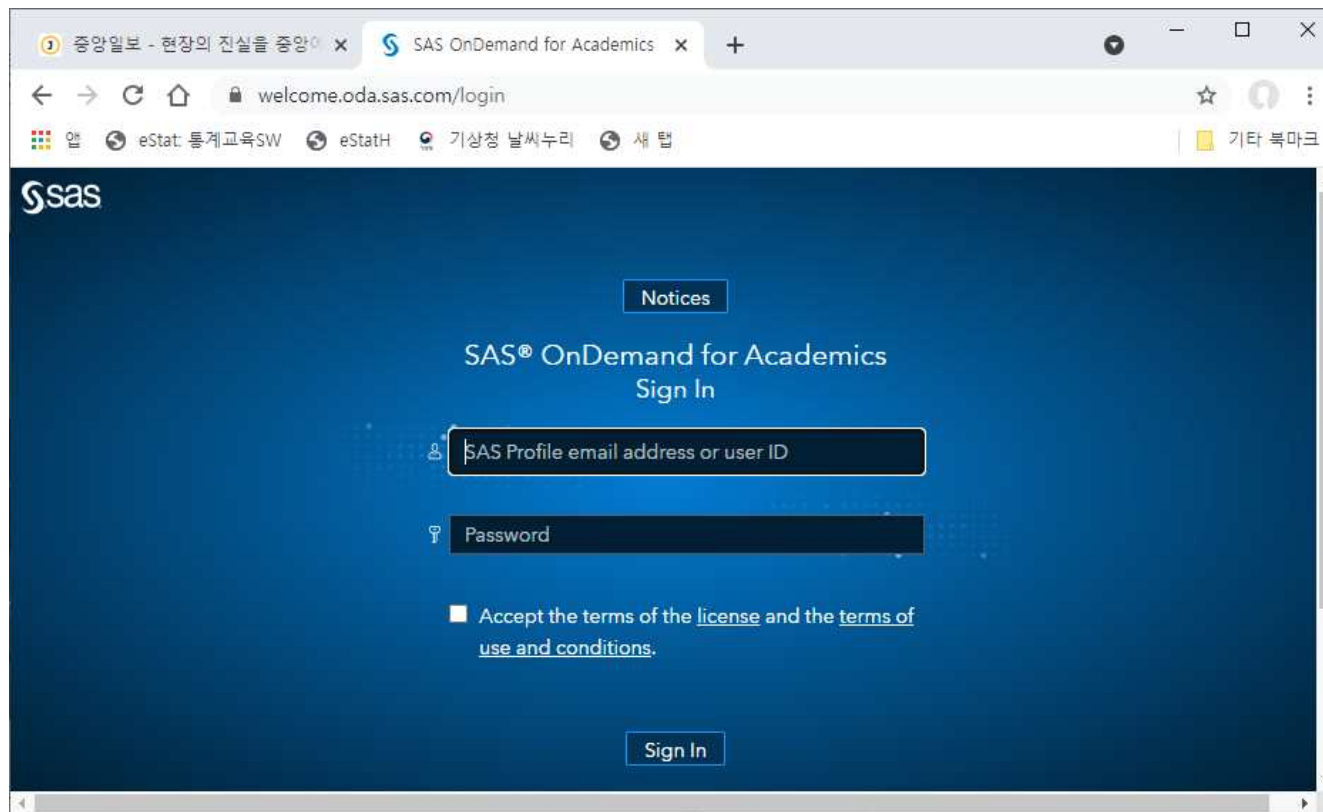 중앙일보 - 현장의 진실을 중앙
SAS OnDemand for Academics
welcome.oda.sas.com/login
앱 eStat: 통계교육SW eStatH 기상청 날씨누리 새 탭 기타 북마크
sas
Notices
SAS® OnDemand for Academics
Sign In
SAS Profile email address or user ID
Password
Accept the terms of the license and the terms of
use and conditions.
Sign In